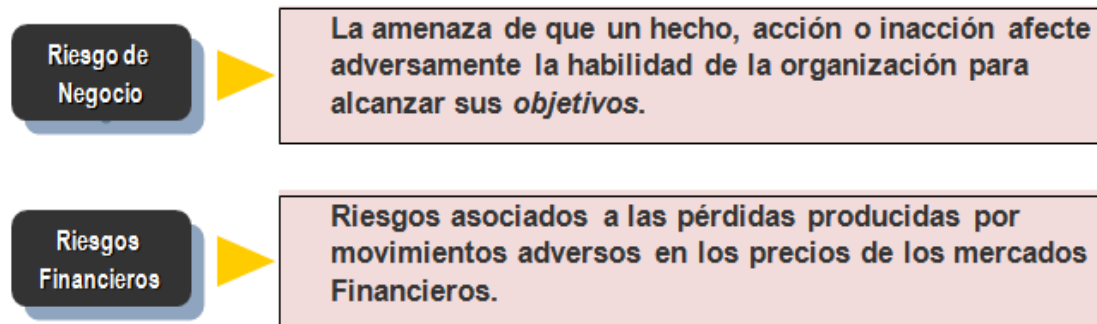 Riesgo de
Negocio
La amenaza de que un hecho, acción o inacción afecte
adversamente la habilidad de la organización para
alcanzar sus objetivos.
Riesgos
Financieros
Riesgos asociados a las pérdidas producidas por
movimientos adversos en los precios de los mercados
Financieros.